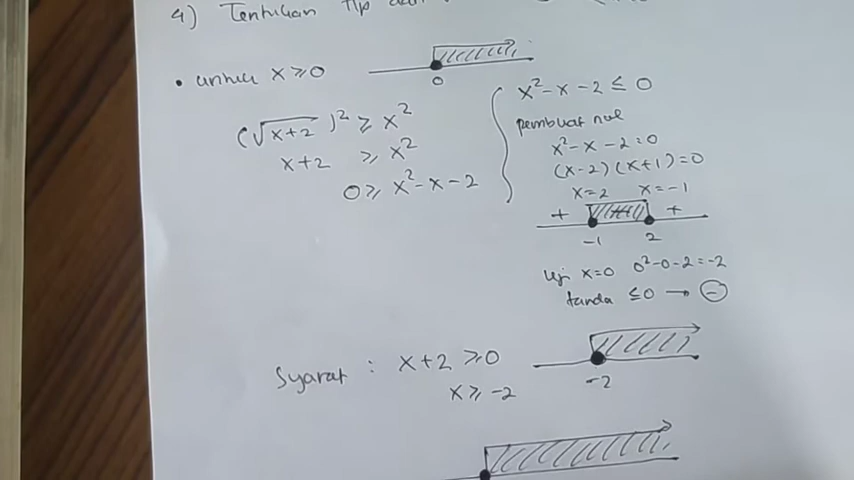 4) Tentukan Hp dari
• untuk x ≥ 0
0
(√x+2)² ≥ x²
x+2 ≥ x²
0 ≥ x²-x-2
x²-x-2 ≤ 0
pembuat nol
x²-x-2=0
(x-2)(x+1)=0
x=2 x=-1
+ - +
-1 2
Uji x=0 0²-0-2=-2
tanda ≤0 → -
Syarat : x+2 ≥ 0
x ≥ -2
-2